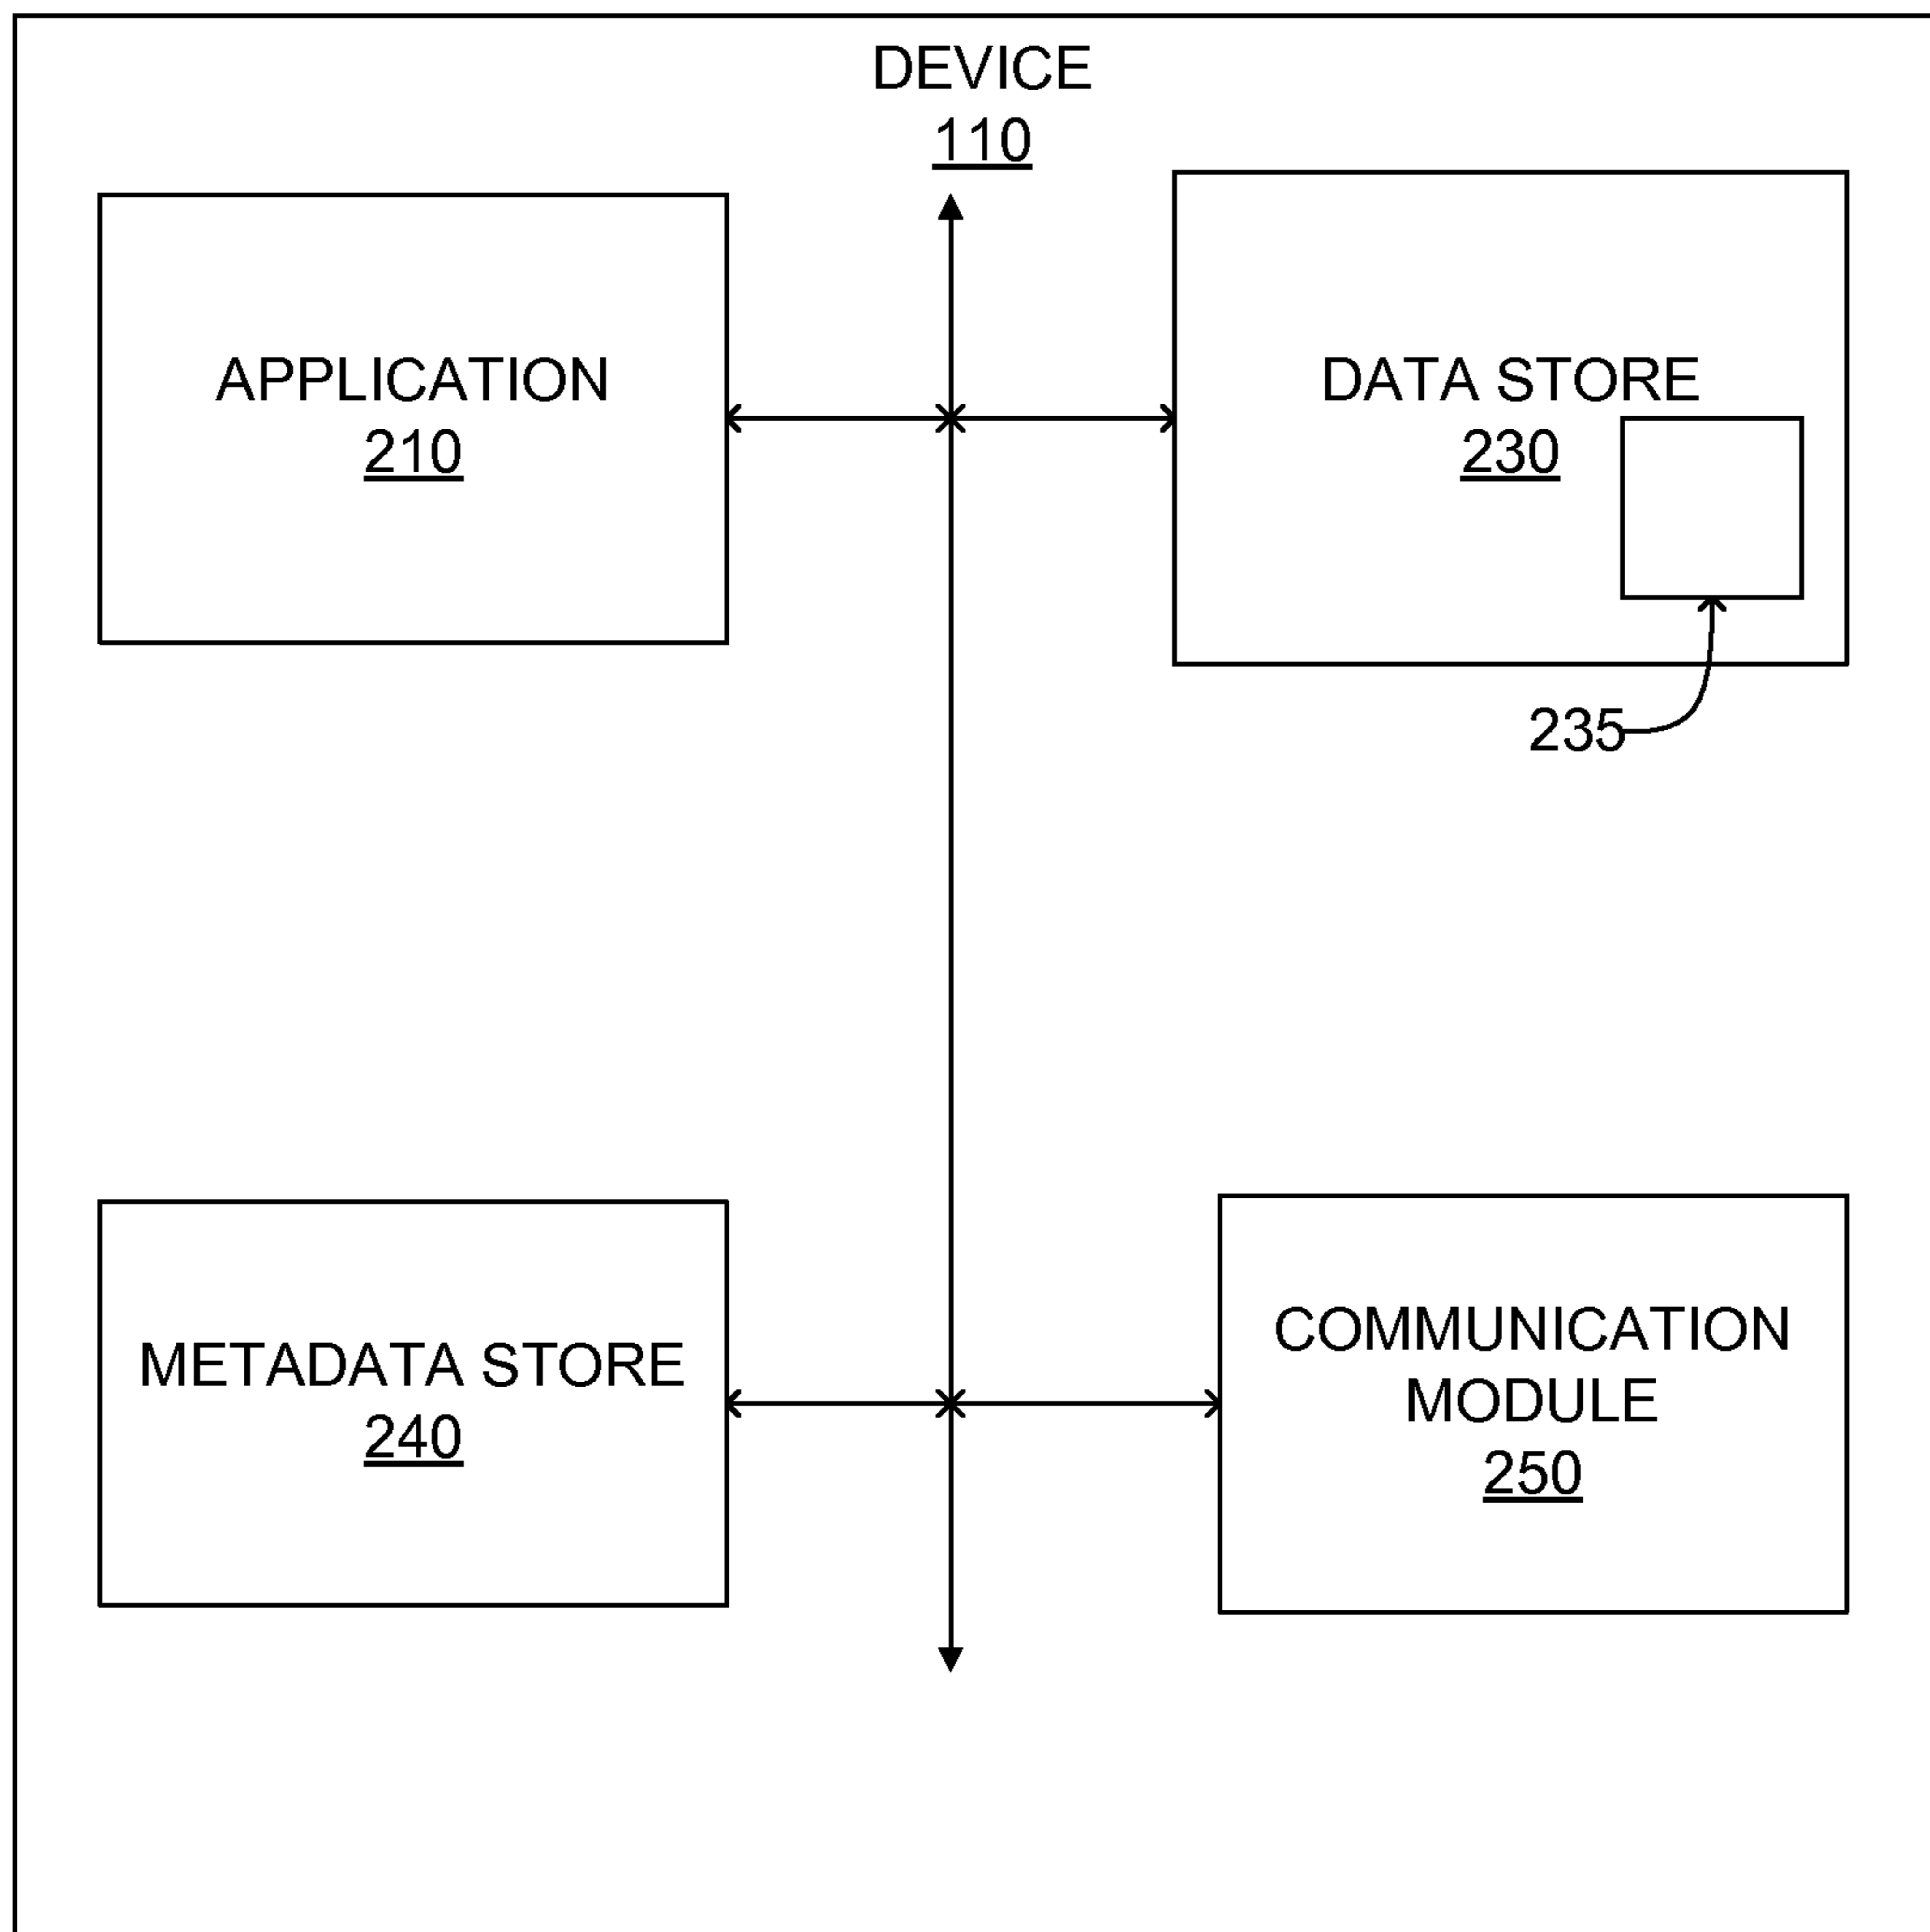 DEVICE
110
APPLICATION
210
DATA STORE
230
235
METADATA STORE
240
COMMUNICATION
MODULE
250